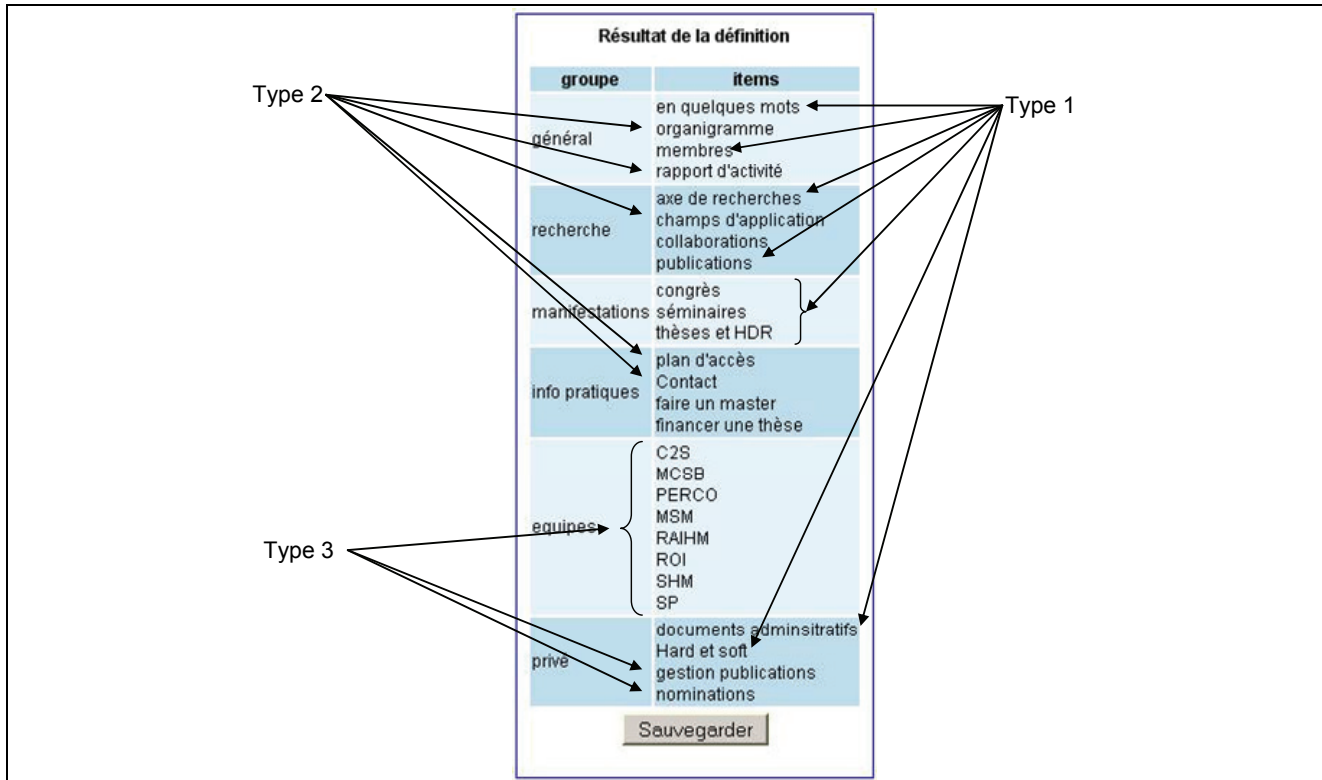 Résultat de la définition
groupe items
Type 2
Type 1
général
en quelques mots
organigramme
membres
rapport d'activité
recherche
axe de recherches
champs d'application
collaborations
publications
manifestations
congrès
séminaires
thèses et HDR
info pratiques
plan d'accès
Contact
faire un master
financer une thèse
equipes
C2S
MCSB
PERCO
MSM
RAIHM
ROI
SHM
SP
Type 3
privé
documents adminsitratifs
Hard et soft
gestion publications
nominations
Sauvegarder